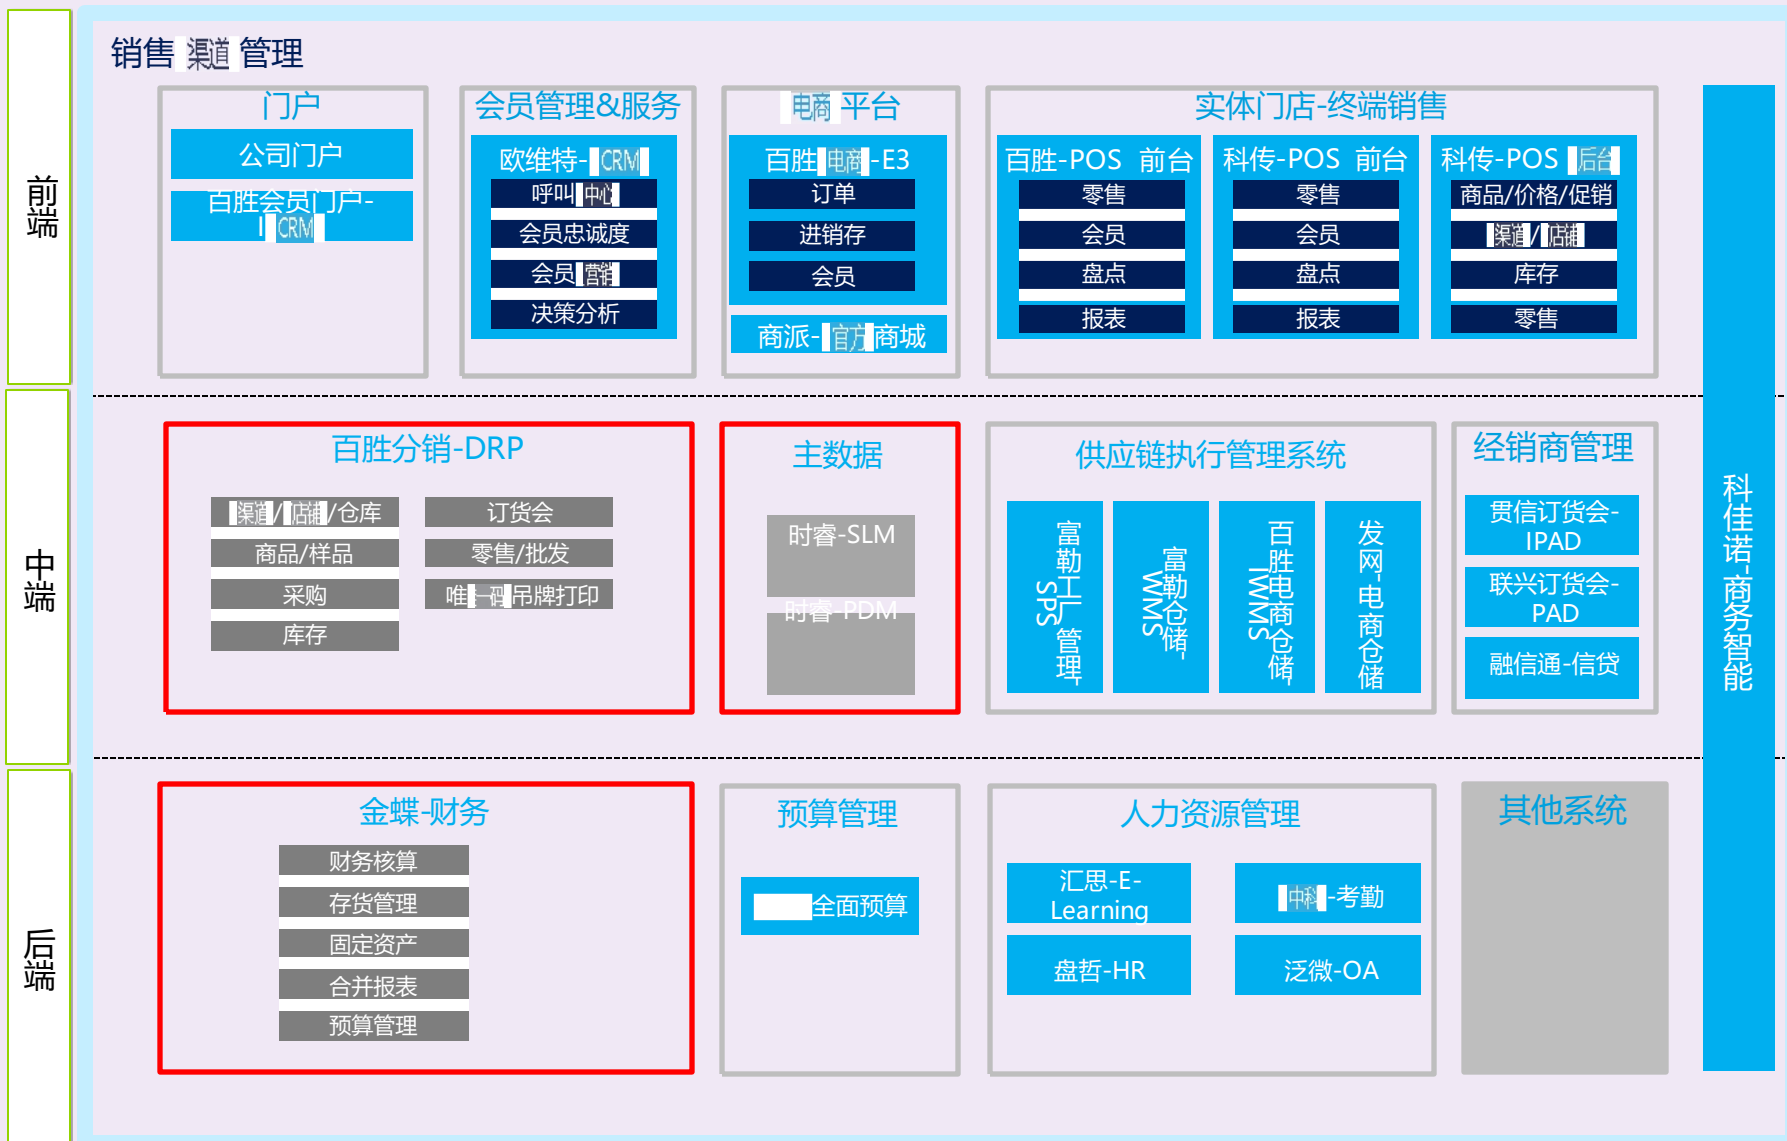 销售渠道管理
前端
门户
公司门户
百胜会员门户-
ICRM
会员管理&服务
欧维特-CRM
呼叫中心
会员忠诚度
会员营销
决策分析
电商平台
百胜电商-E3
订单
进销存
会员
商派-官方商城
实体门店-终端销售
百胜-POS 前台
零售
会员
盘点
报表
科传-POS 前台
零售
会员
盘点
报表
科传-POS 后台
商品/价格/促销
渠道/店铺
库存
零售
中端
百胜分销-DRP
渠道/店铺/仓库
商品/样品
采购
库存
订货会
零售/批发
唯一码吊牌打印
主数据
时睿-SLM
时睿-PDM
供应链执行管理系统
富勒工厂管理-
SPS
富勒仓储-
WMS
百胜电商仓储-
IWMS
发网-电商仓储
经销商管理
贯信订货会-
IPAD
联兴订货会-
PAD
融信通-信贷
科佳诺-商务智能
后端
金蝶-财务
财务核算
存货管理
固定资产
合并报表
预算管理
预算管理
全面预算
人力资源管理
汇思-E-
Learning
中科-考勤
盘哲-HR
泛微-OA
其他系统